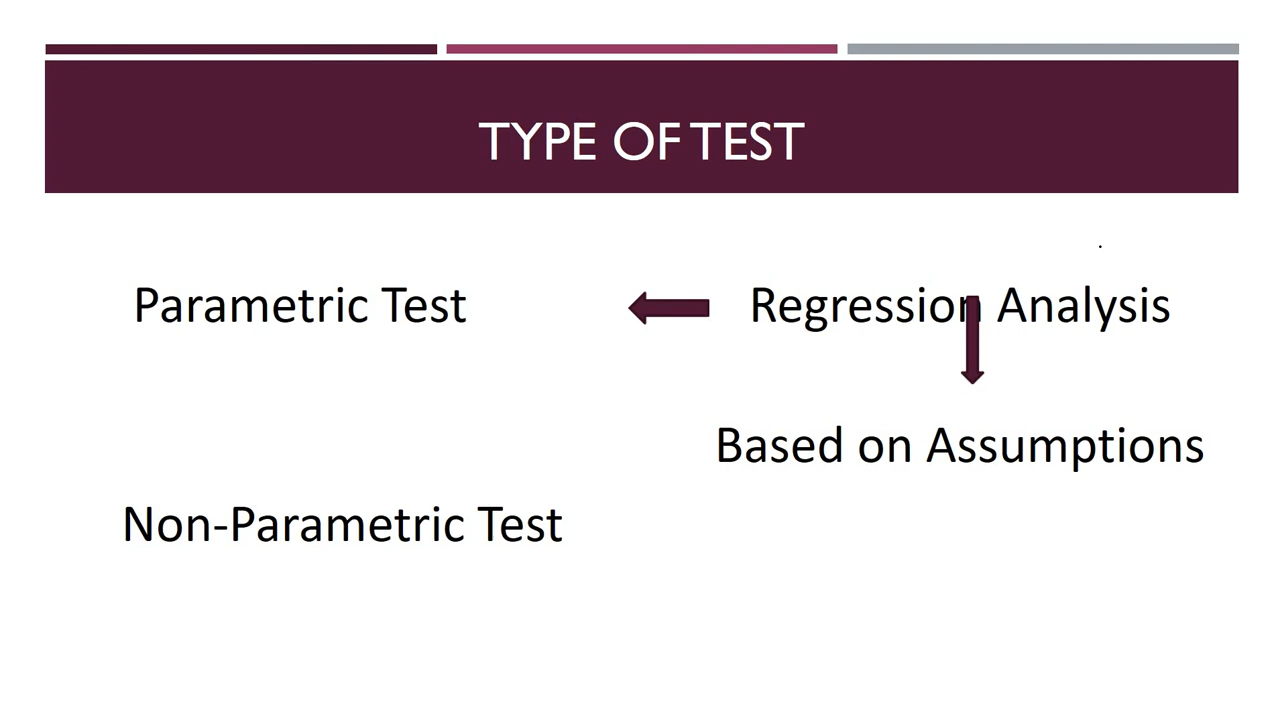 TYPE OF TEST
Parametric Test
Regression Analysis
Based on Assumptions
Non-Parametric Test